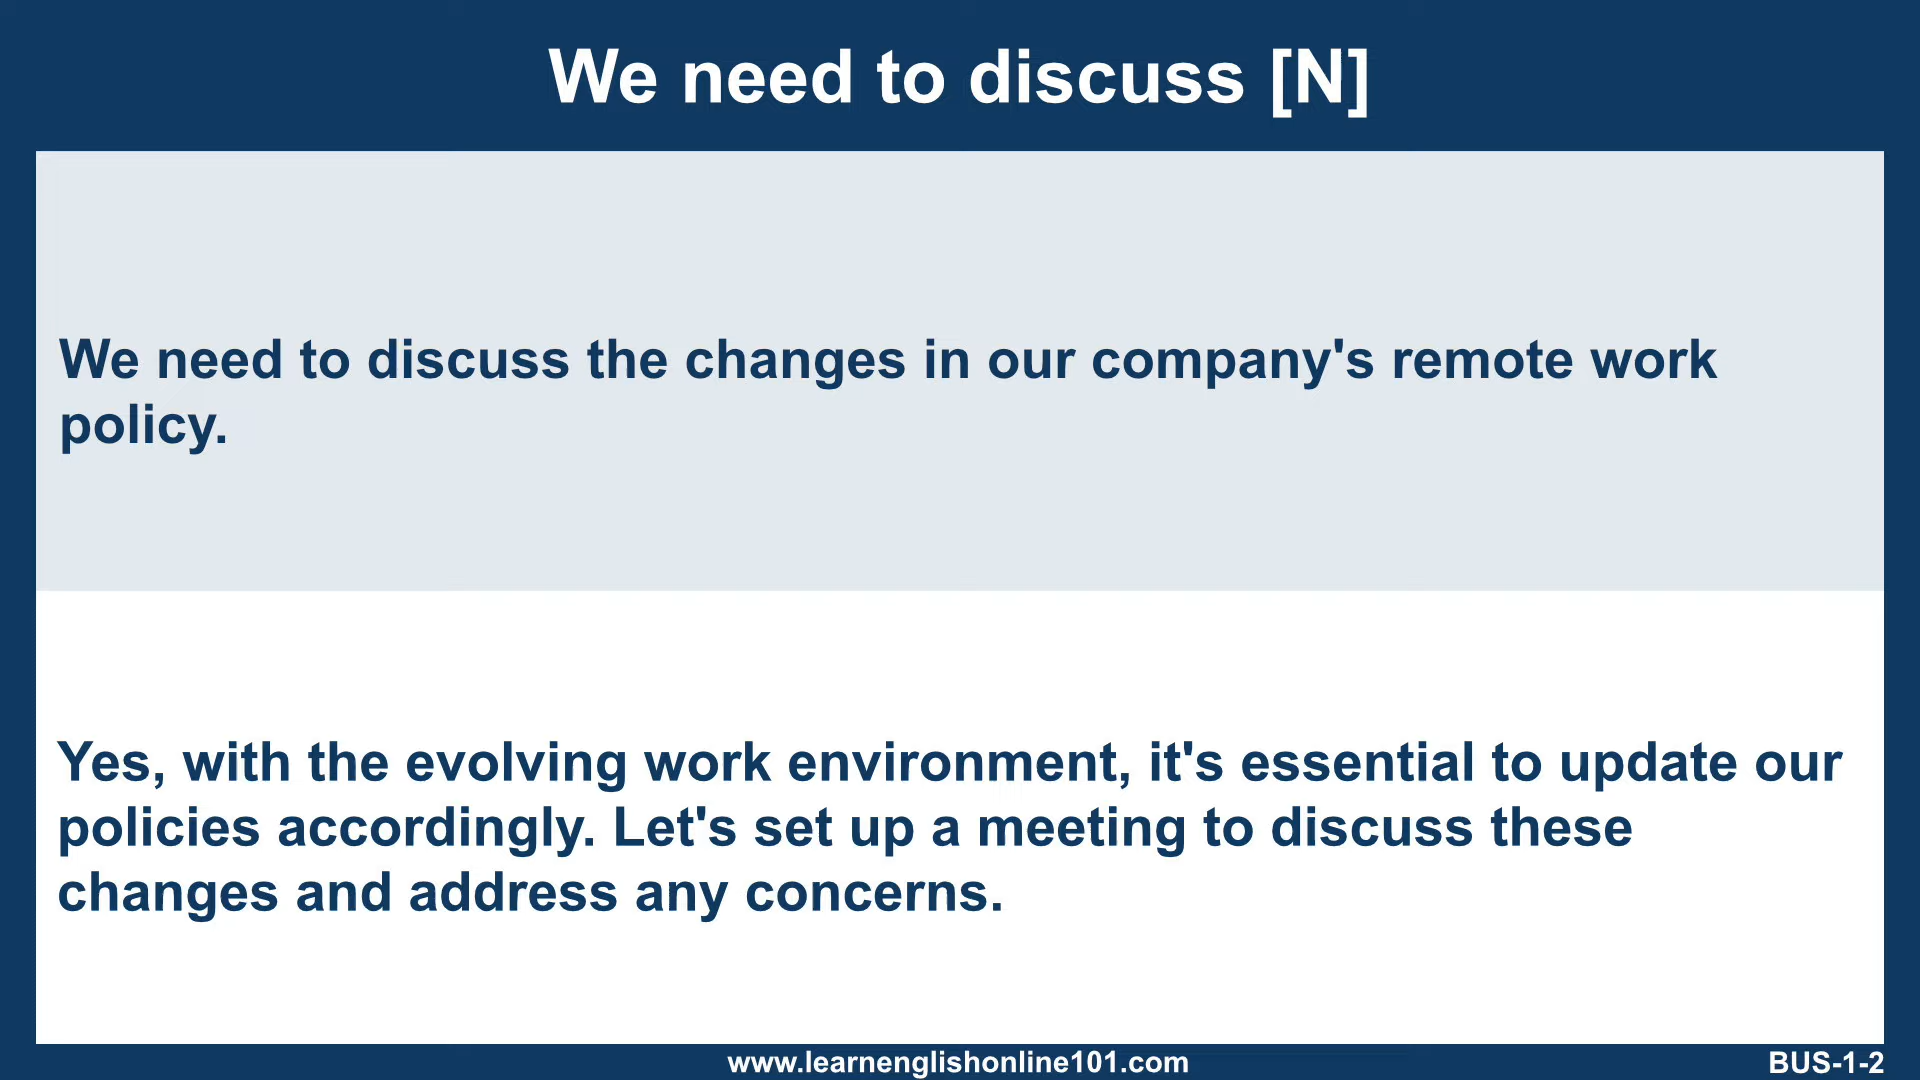 We need to discuss [N]
We need to discuss the changes in our company's remote work
policy.
Yes, with the evolving work environment, it's essential to update our
policies accordingly. Let's set up a meeting to discuss these
changes and address any concerns.
www.learnenglishonline101.com
BUS-1-2